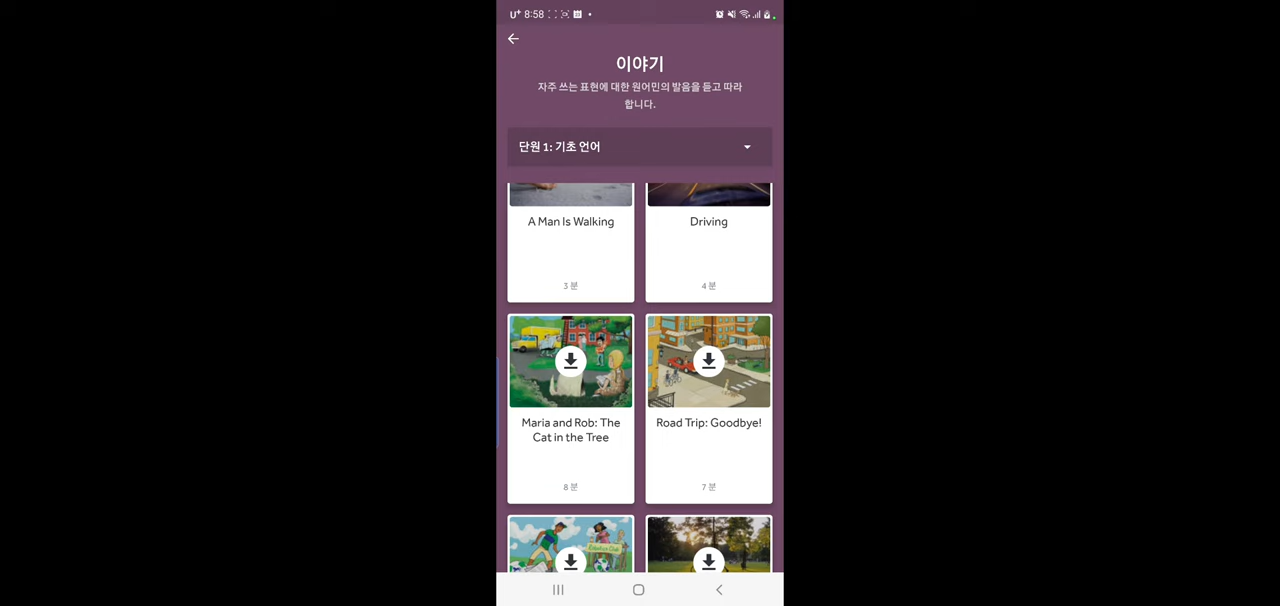 U+ 8:58
이야기
자주 쓰는 표현에 대한 원어민의 발음을 듣고 따라
합니다.
단원 1: 기초 언어
A Man Is Walking
Driving
3 분
4 분
Maria and Rob: The
Cat in the Tree
Road Trip: Goodbye!
8 분
7 분